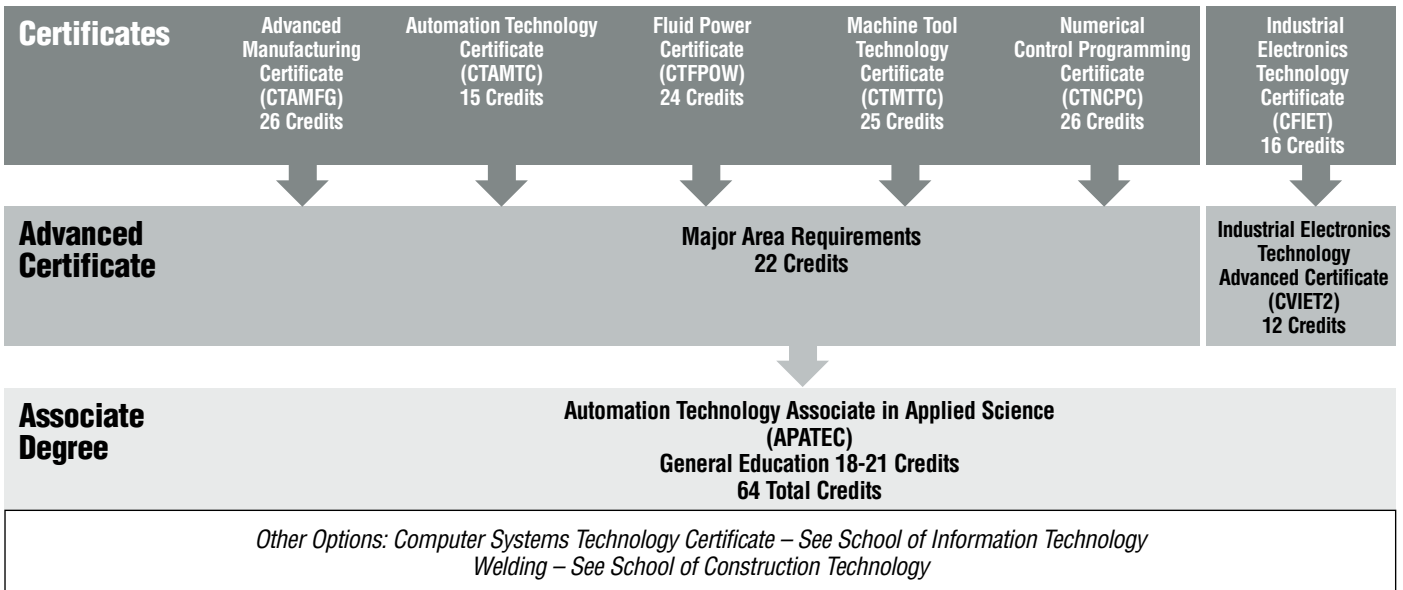 Certificates
Advanced
Manufacturing
Certificate
(CTAMFG)
26 Credits
Automation Technology
Certificate
(CTAMTC)
15 Credits
Fluid Power
Certificate
(CTFPOW)
24 Credits
Machine Tool
Technology
Certificate
(CTMTTC)
25 Credits
Numerical
Control Programming
Certificate
(CTNCPC)
26 Credits
Industrial
Electronics
Technology
Certificate
(CFIET)
16 Credits
Advanced
Certificate
Major Area Requirements
22 Credits
Industrial Electronics
Technology
Advanced Certificate
(CVIET2)
12 Credits
Associate
Degree
Automation Technology Associate in Applied Science
(APATEC)
General Education 18-21 Credits
64 Total Credits
Other Options: Computer Systems Technology Certificate – See School of Information Technology
Welding – See School of Construction Technology